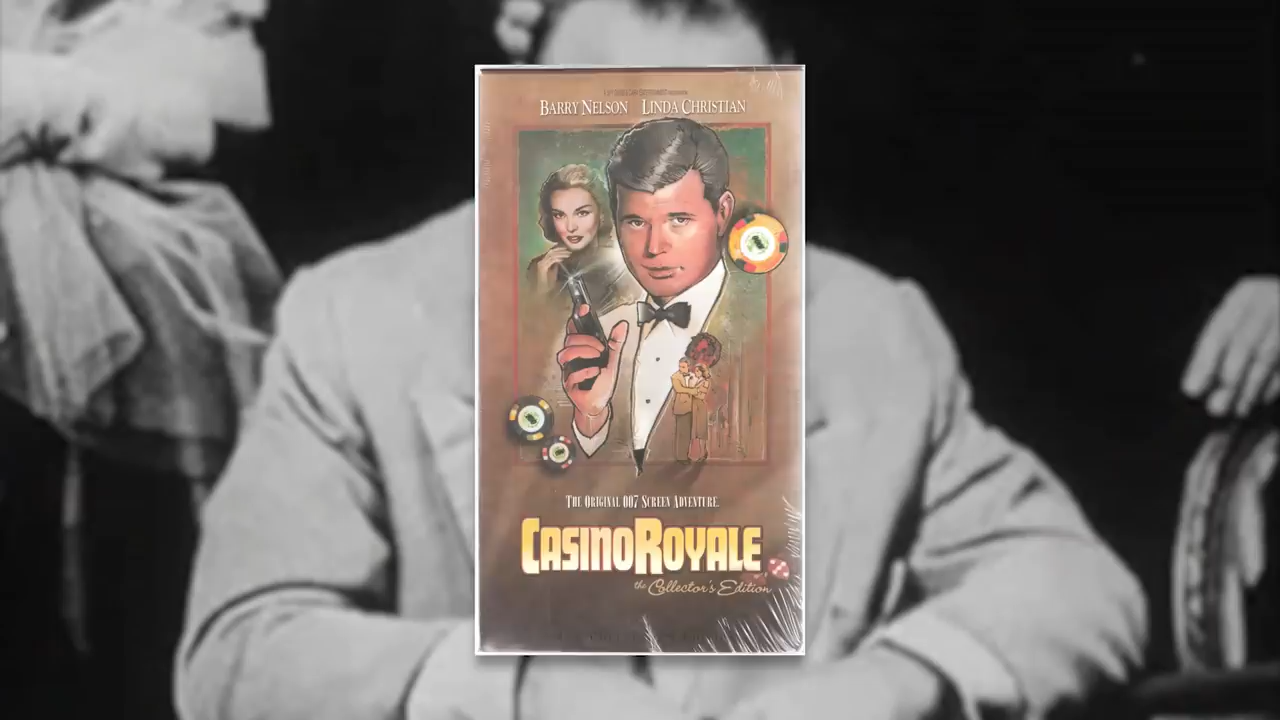 BARRY NELSON LINDA CHRISTIAN
THE ORIGINAL 007 SCREEN ADVENTURE.
CASINO ROYALE
the Collector's Edition